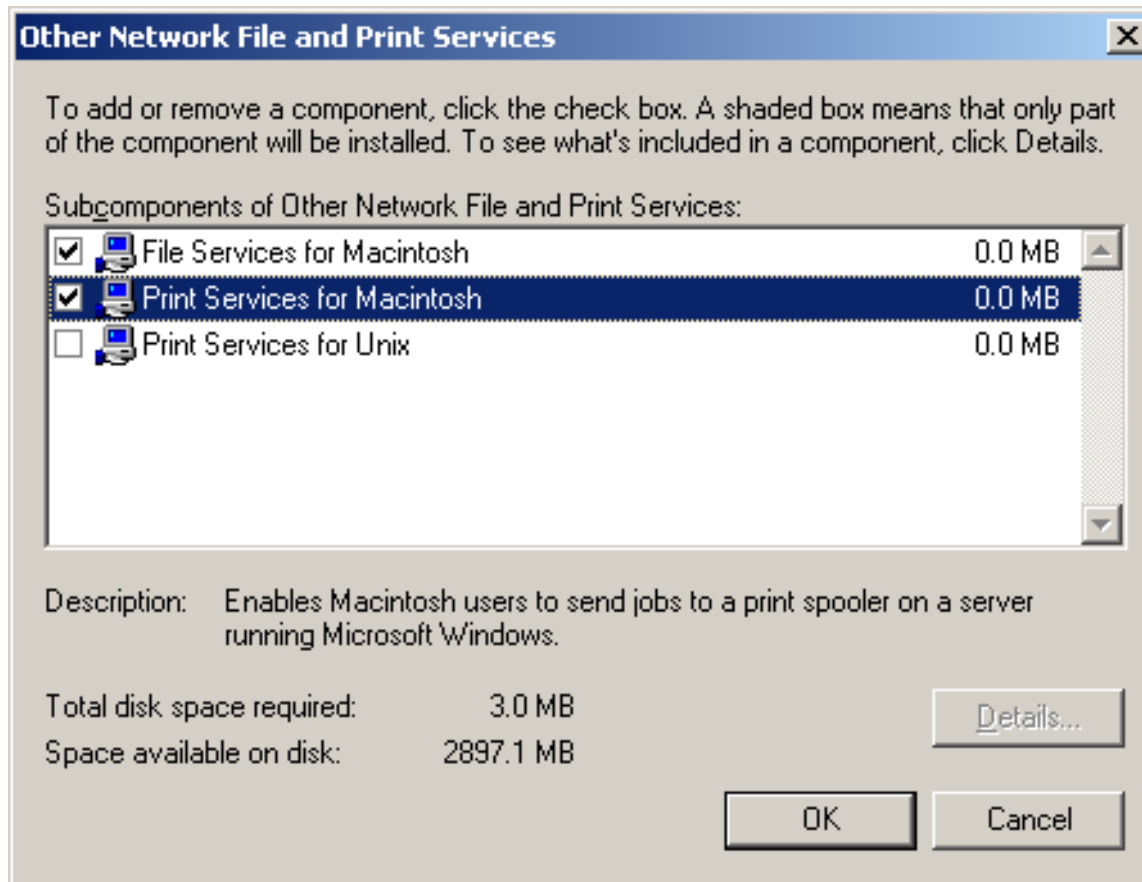 Other Network File and Print Services
To add or remove a component, click the check box. A shaded box means that only part
of the component will be installed. To see what's included in a component, click Details.
Subcomponents of Other Network File and Print Services:
File Services for Macintosh 0.0 MB
Print Services for Macintosh 0.0 MB
Print Services for Unix 0.0 MB
Description: Enables Macintosh users to send jobs to a print spooler on a server
running Microsoft Windows.
Total disk space required: 3.0 MB
Details...
Space available on disk: 2897.1 MB
OK Cancel